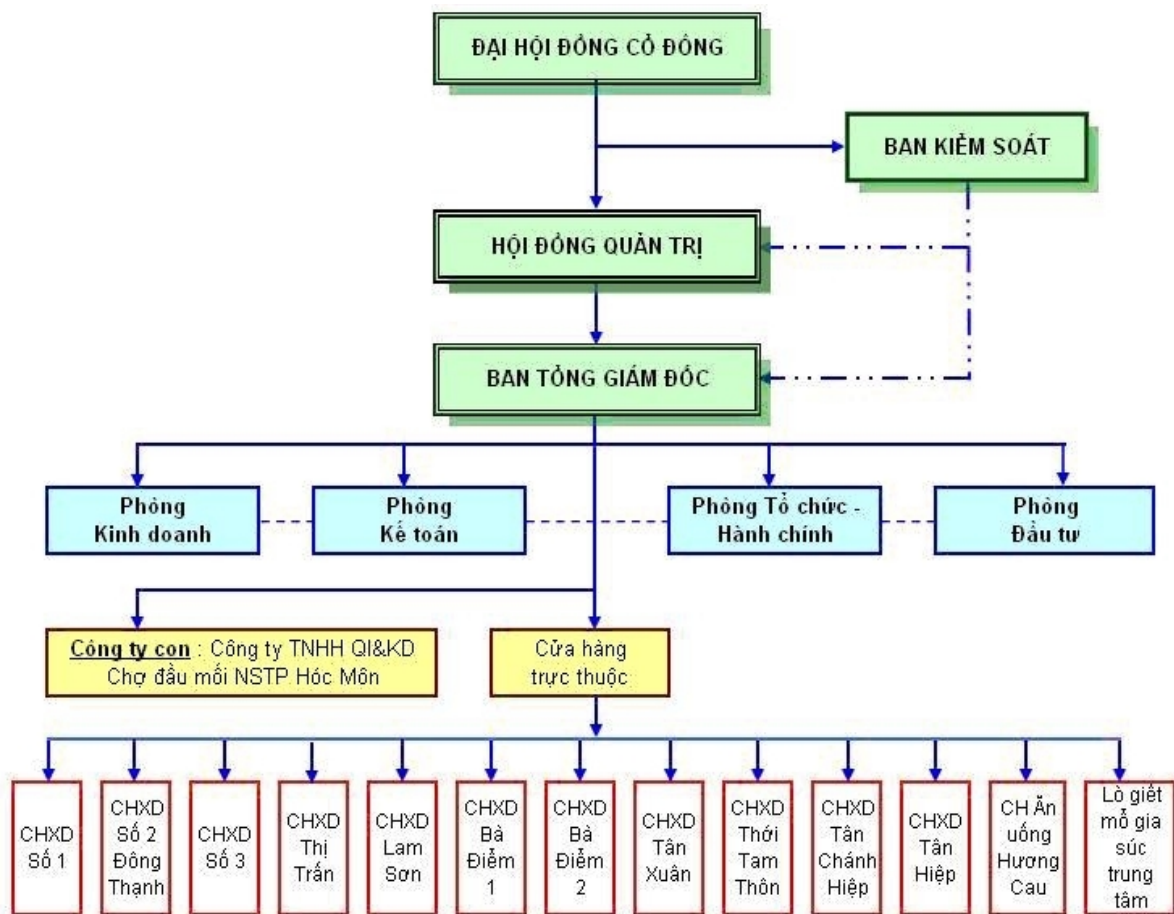 ĐẠI HỘI ĐỒNG CỔ ĐÔNG
BAN KIỂM SOÁT
HỘI ĐỒNG QUẢN TRỊ
BAN TỔNG GIÁM ĐỐC
Phòng
Kinh doanh
Phòng
Kế toán
Phòng Tổ chức -
Hành chính
Phòng
Đầu tư
Công ty con : Công ty TNHH QI&KD
Chợ đầu mối NSTP Hóc Môn
Cửa hàng
trực thuộc
CHXD
Số 1
CHXD
Số 2
Đông
Thạnh
CHXD
Số 3
CHXD
Thị
Trấn
CHXD
Lam
Sơn
CHXD
Bà
Điểm
1
CHXD
Bà
Điểm
2
CHXD
Tân
Xuân
CHXD
Thới
Tam
Thôn
CHXD
Tân
Chánh
Hiệp
CHXD
Tân
Hiệp
CH Ăn
uống
Hương
Cau
Lò giết
mổ gia
súc
trung
tâm